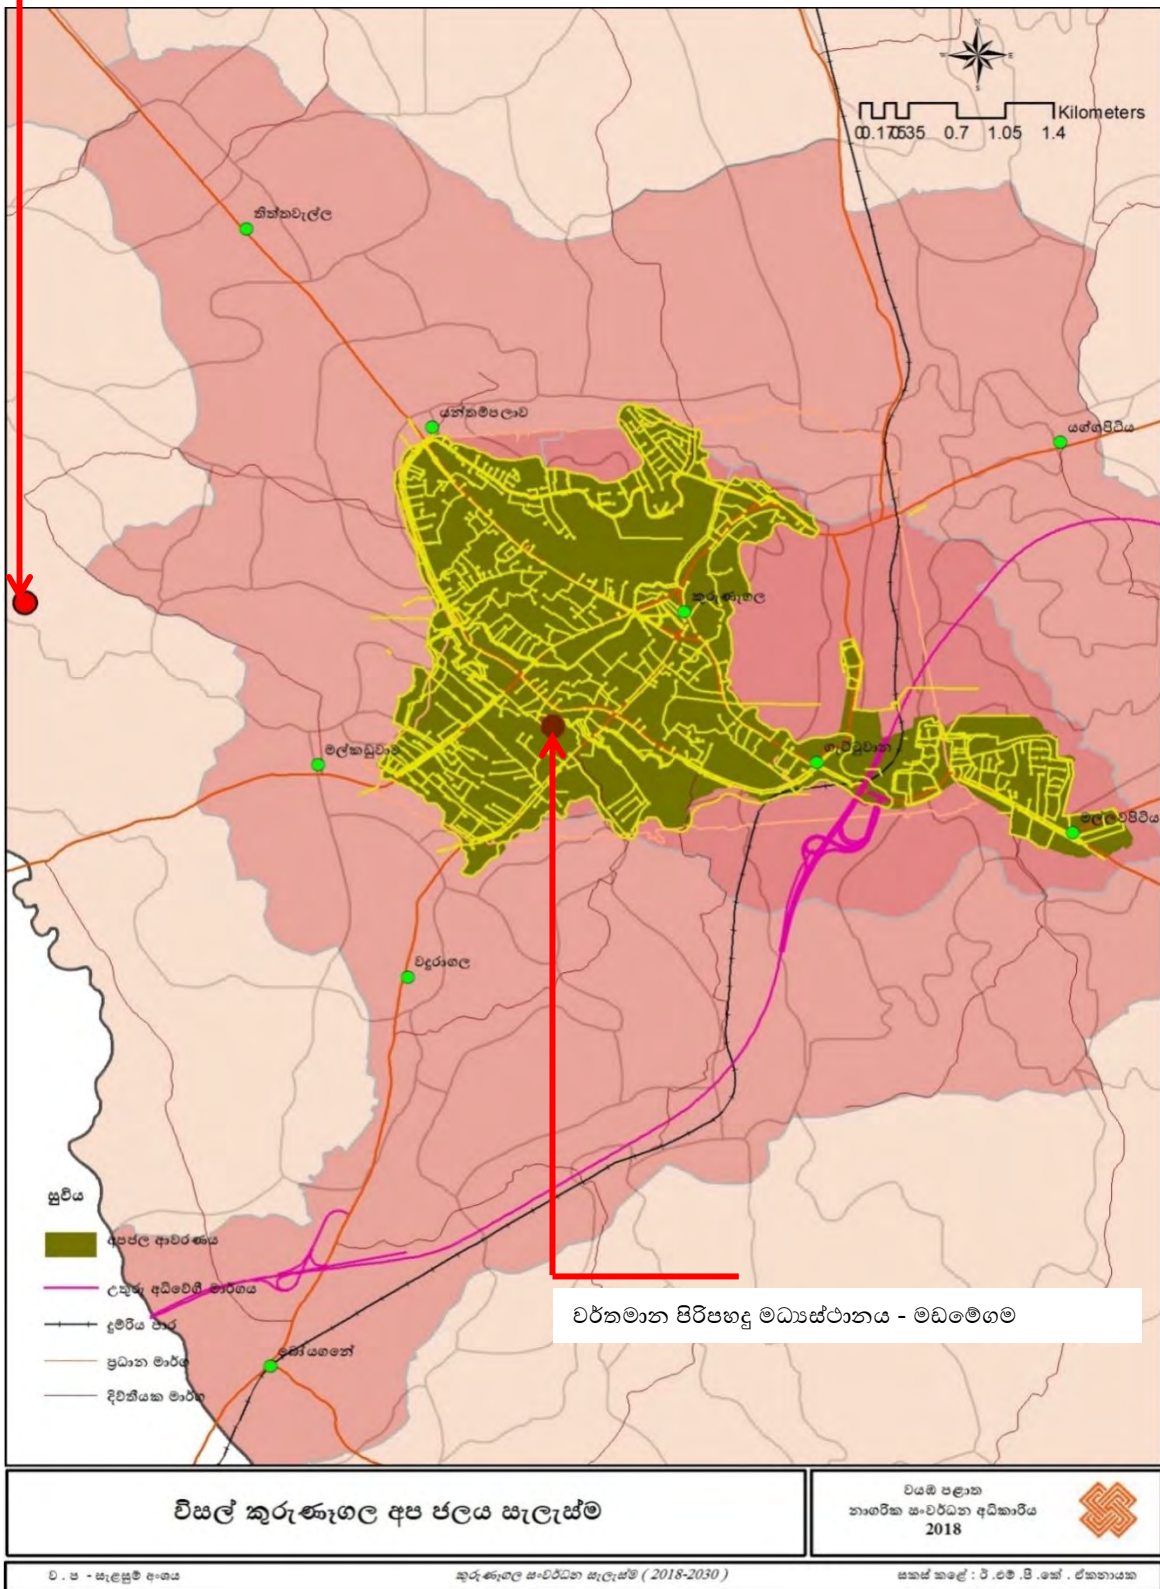 Kilometers
0 0.175 0.35 0.7 1.05 1.4
තිත්තවැල්ල
යන්තම්පලාව
යග්ගපිටිය
කුරුණෑගල
මල්කඩුවාව
ගැට්ටුවාන
මල්ලවපිටිය
වදුරාගල
සූචිය
අපජල ආවරණය
උතුරු අධිවේගී මාර්ගය
දුම්රිය පාර
ප්‍රධාන මාර්ග
ද්විතීයක මාර්ග
බෝයගනේ
වර්තමාන පිරිපහදු මධ්‍යස්ථානය - මඩමේගම
විසල් කුරුණෑගල අප ජලය සැලැස්ම
වයඹ පළාත
නාගරික සංවර්ධන අධිකාරිය
2018
ව . ප - සැළසුම් අංශය
කුරුණෑගල සංවර්ධන සැලැස්ම ( 2018-2030 )
සකස් කළේ : ඊ .එම් .පී .කේ . ඒකනායක